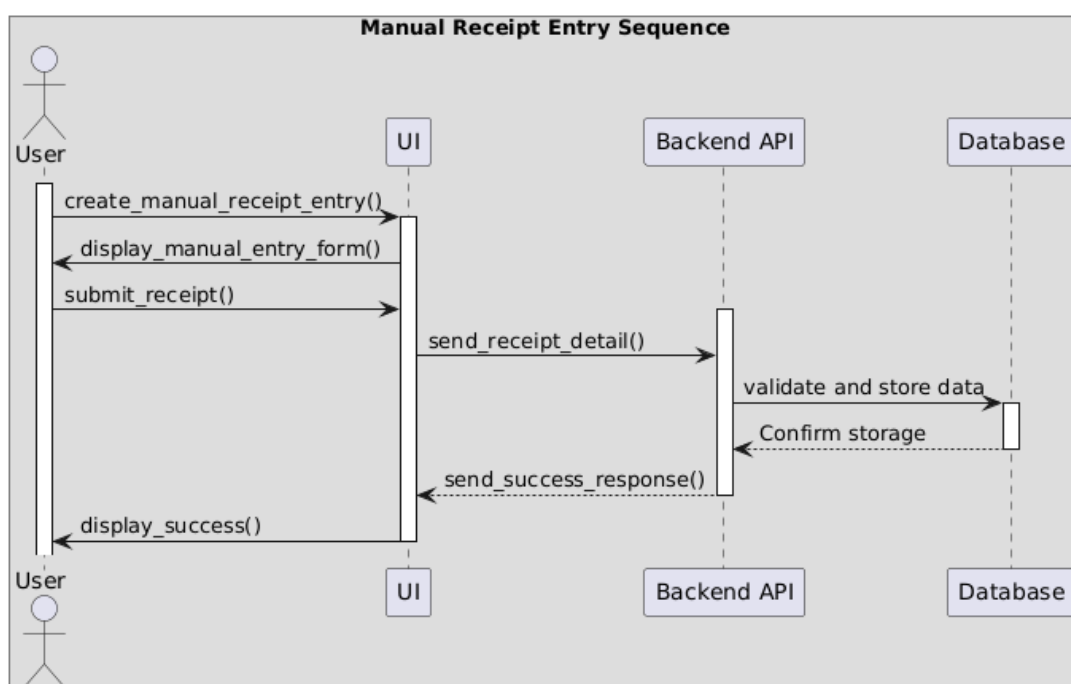 Manual Receipt Entry Sequence
User
UI
Backend API
Database
create_manual_receipt_entry()
display_manual_entry_form()
submit_receipt()
send_receipt_detail()
validate and store data
Confirm storage
send_success_response()
display_success()
User
UI
Backend API
Database